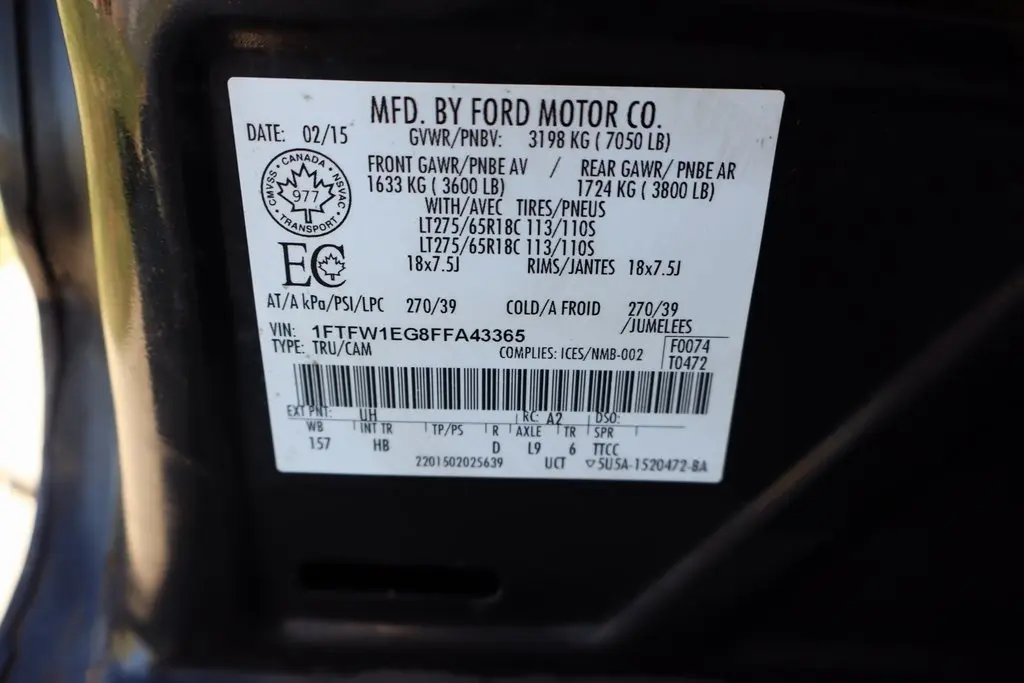 MFD. BY FORD MOTOR CO.
DATE: 02/15
GVWR/PNBV: 3198 KG ( 7050 LB)
FRONT GAWR/PNBE AV / REAR GAWR/ PNBE AR
1633 KG ( 3600 LB) 1724 KG ( 3800 LB)
WITH/AVEC TIRES/PNEUS
LT275/65R18C 113/110S
LT275/65R18C 113/110S
18x7.5J RIMS/JANTES 18x7.5J
CANADA
CMVSS 977 NSVAC
TRANSPORT
EC
AT/A kPa/PSI/LPC 270/39 COLD/A FROID 270/39
/JUMELEES
VIN: 1FTFW1EG8FFA43365
TYPE: TRU/CAM COMPLIES: ICES/NMB-002
F0074
T0472
EXT PNT: UH RC: A2 DSO:
WB INT TR TP/PS R AXLE TR SPR
157 HB D L9 6 TTCC
2201502025639 UCT ▽5U5A-1520472-BA